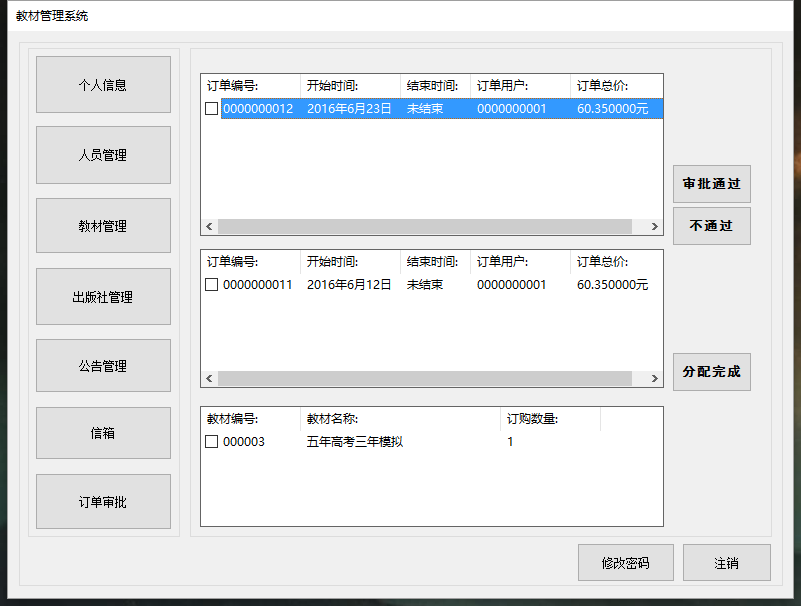 教材管理系统
个人信息
人员管理
教材管理
出版社管理
公告管理
信箱
订单审批
订单编号: 开始时间: 结束时间: 订单用户: 订单总价:
0000000012 2016年6月23日 未结束 0000000001 60.350000元
审批通过
不通过
订单编号: 开始时间: 结束时间: 订单用户: 订单总价:
0000000011 2016年6月12日 未结束 0000000001 60.350000元
分配完成
教材编号: 教材名称: 订购数量:
000003 五年高考三年模拟 1
修改密码 注销